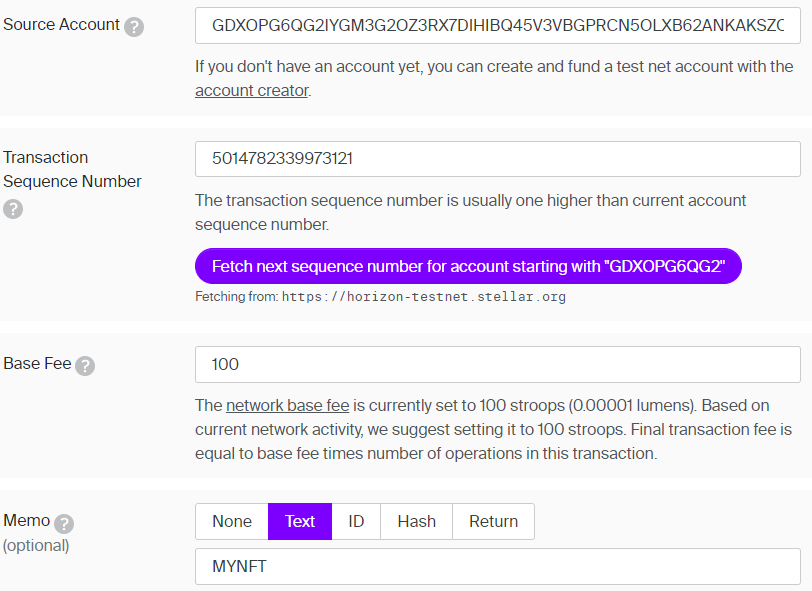 Source Account ?
GDXOPG6QG2IYGM3G2OZ3RX7DIHIBQ45V3VBGPRCN5OLXB62ANKAKSZC
If you don't have an account yet, you can create and fund a test net account with the
account creator.
Transaction
Sequence Number
?
5014782339973121
The transaction sequence number is usually one higher than current account
sequence number.
Fetch next sequence number for account starting with "GDXOPG6QG2"
Fetching from: https://horizon-testnet.stellar.org
Base Fee ?
100
The network base fee is currently set to 100 stroops (0.00001 lumens). Based on
current network activity, we suggest setting it to 100 stroops. Final transaction fee is
equal to base fee times number of operations in this transaction.
Memo ?
(optional)
None Text ID Hash Return
MYNFT